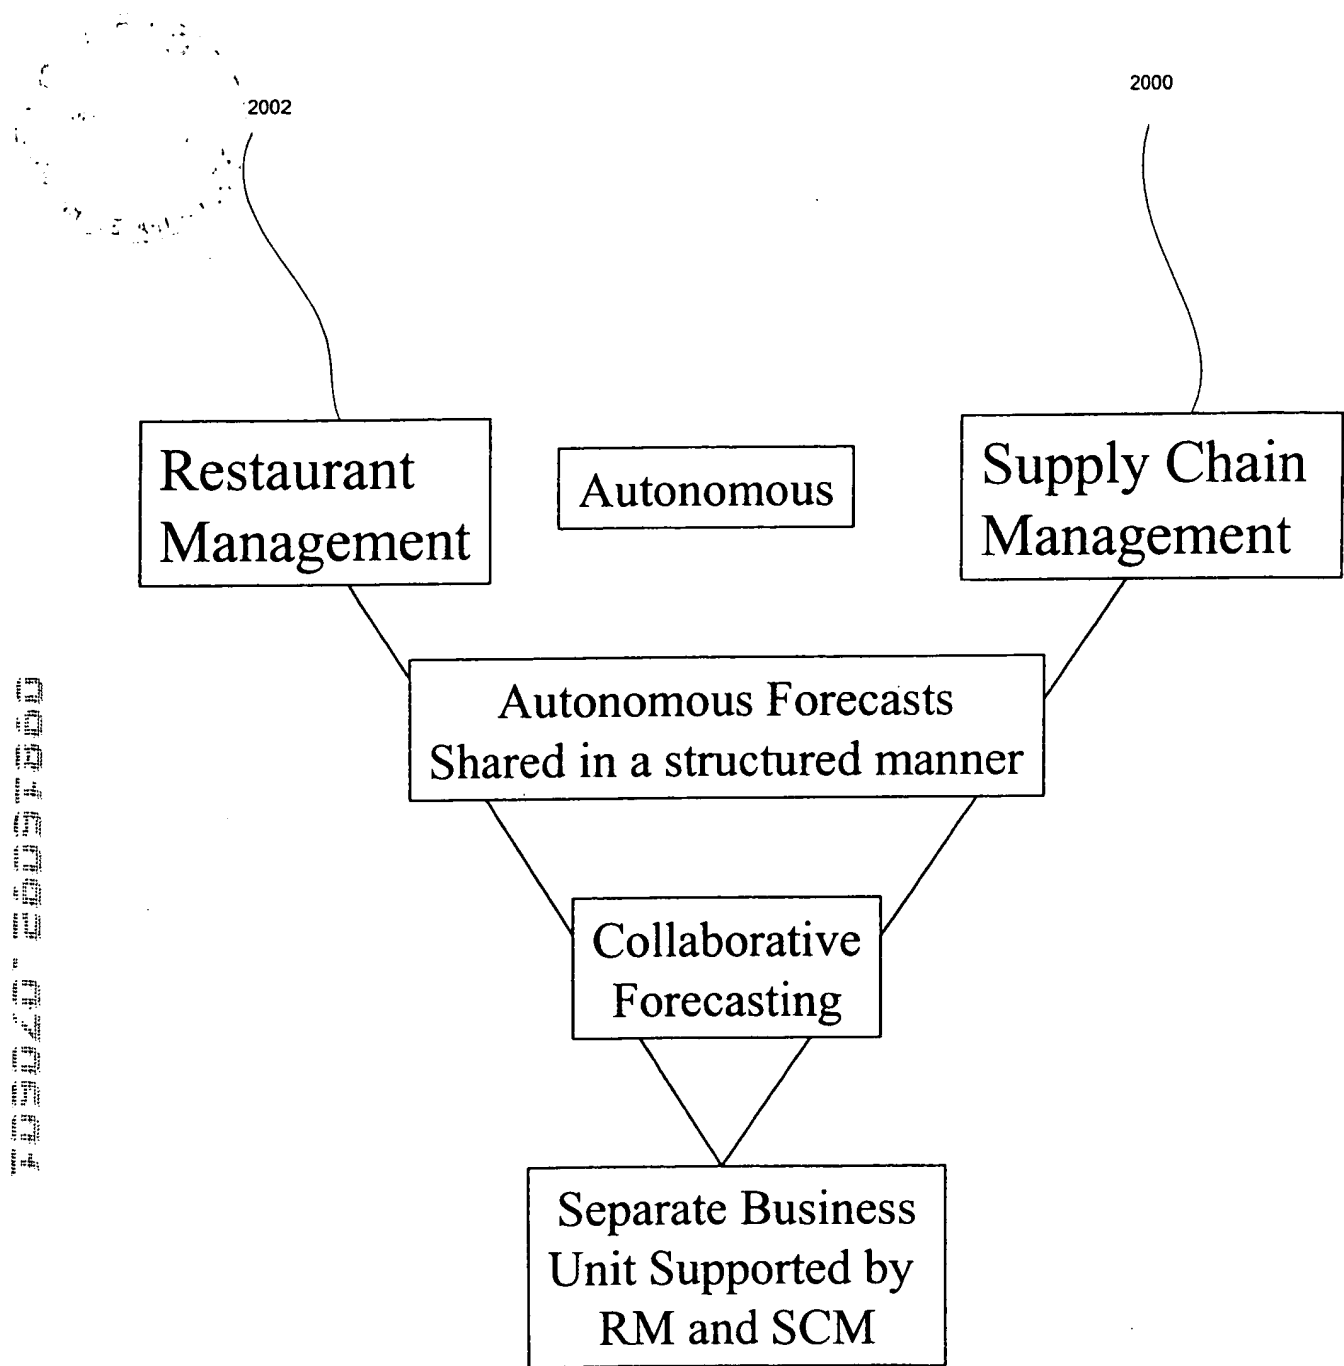 2002
2000
Restaurant
Management
Autonomous
Supply Chain
Management
Autonomous Forecasts
Shared in a structured manner
Collaborative
Forecasting
Separate Business
Unit Supported by
RM and SCM